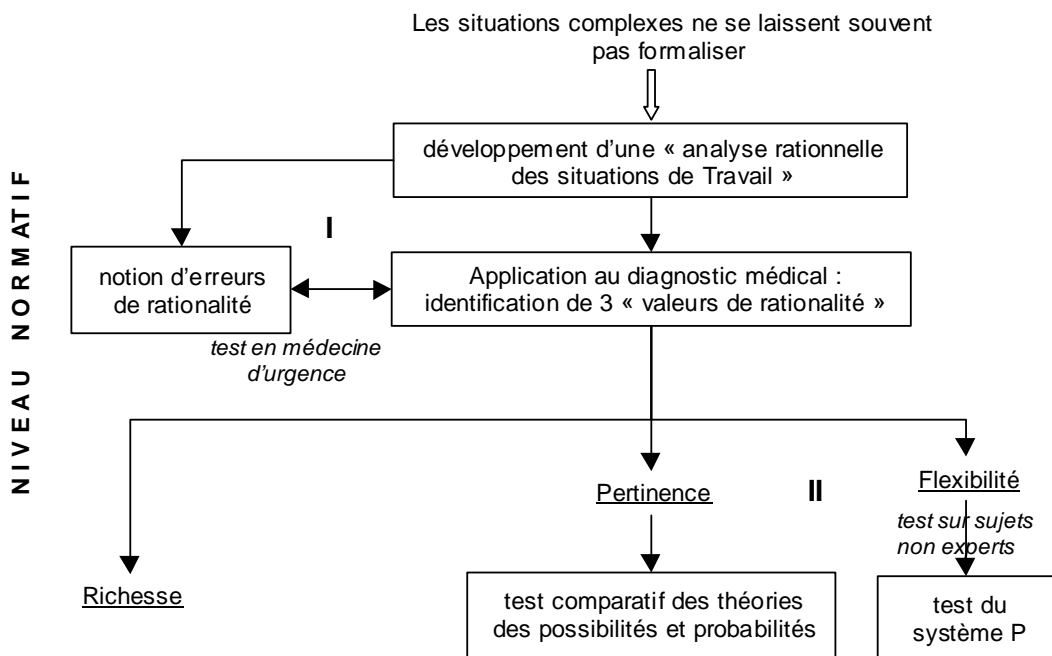 Les situations complexes ne se laissent souvent
pas formaliser
développement d'une « analyse rationnelle
des situations de Travail »
NIVEAU NORMATIF
I
notion d'erreurs
de rationalité
Application au diagnostic médical :
identification de 3 « valeurs de rationalité »
test en médecine
d'urgence
Pertinence
II
Flexibilité
test sur sujets
non experts
Richesse
test comparatif des théories
des possibilités et probabilités
test du
système P